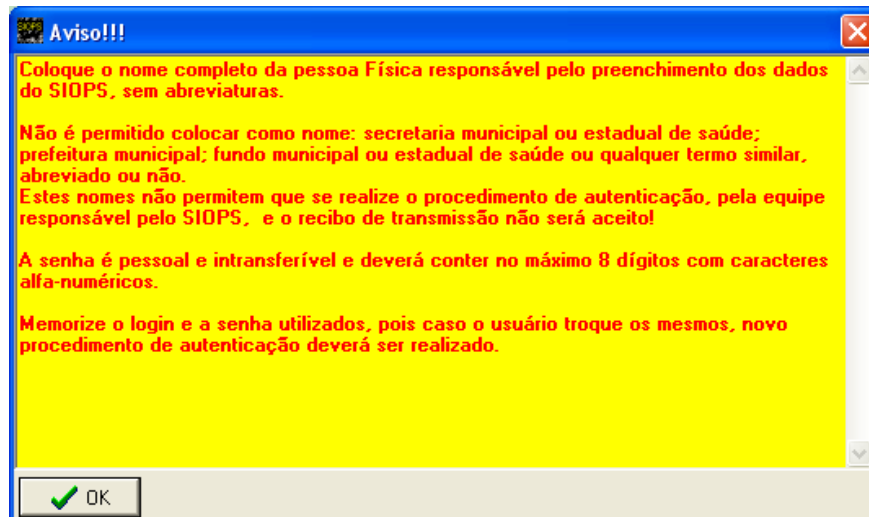 SIOPS
Aviso!!!
Coloque o nome completo da pessoa Física responsável pelo preenchimento dos dados
do SIOPS, sem abreviaturas.
Não é permitido colocar como nome: secretaria municipal ou estadual de saúde;
prefeitura municipal; fundo municipal ou estadual de saúde ou qualquer termo similar,
abreviado ou não.
Estes nomes não permitem que se realize o procedimento de autenticação, pela equipe
responsável pelo SIOPS,  e o recibo de transmissão não será aceito!
A senha é pessoal e intransferível e deverá conter no máximo 8 dígitos com caracteres
alfa-numéricos.
Memorize o login e a senha utilizados, pois caso o usuário troque os mesmos, novo
procedimento de autenticação deverá ser realizado.
OK